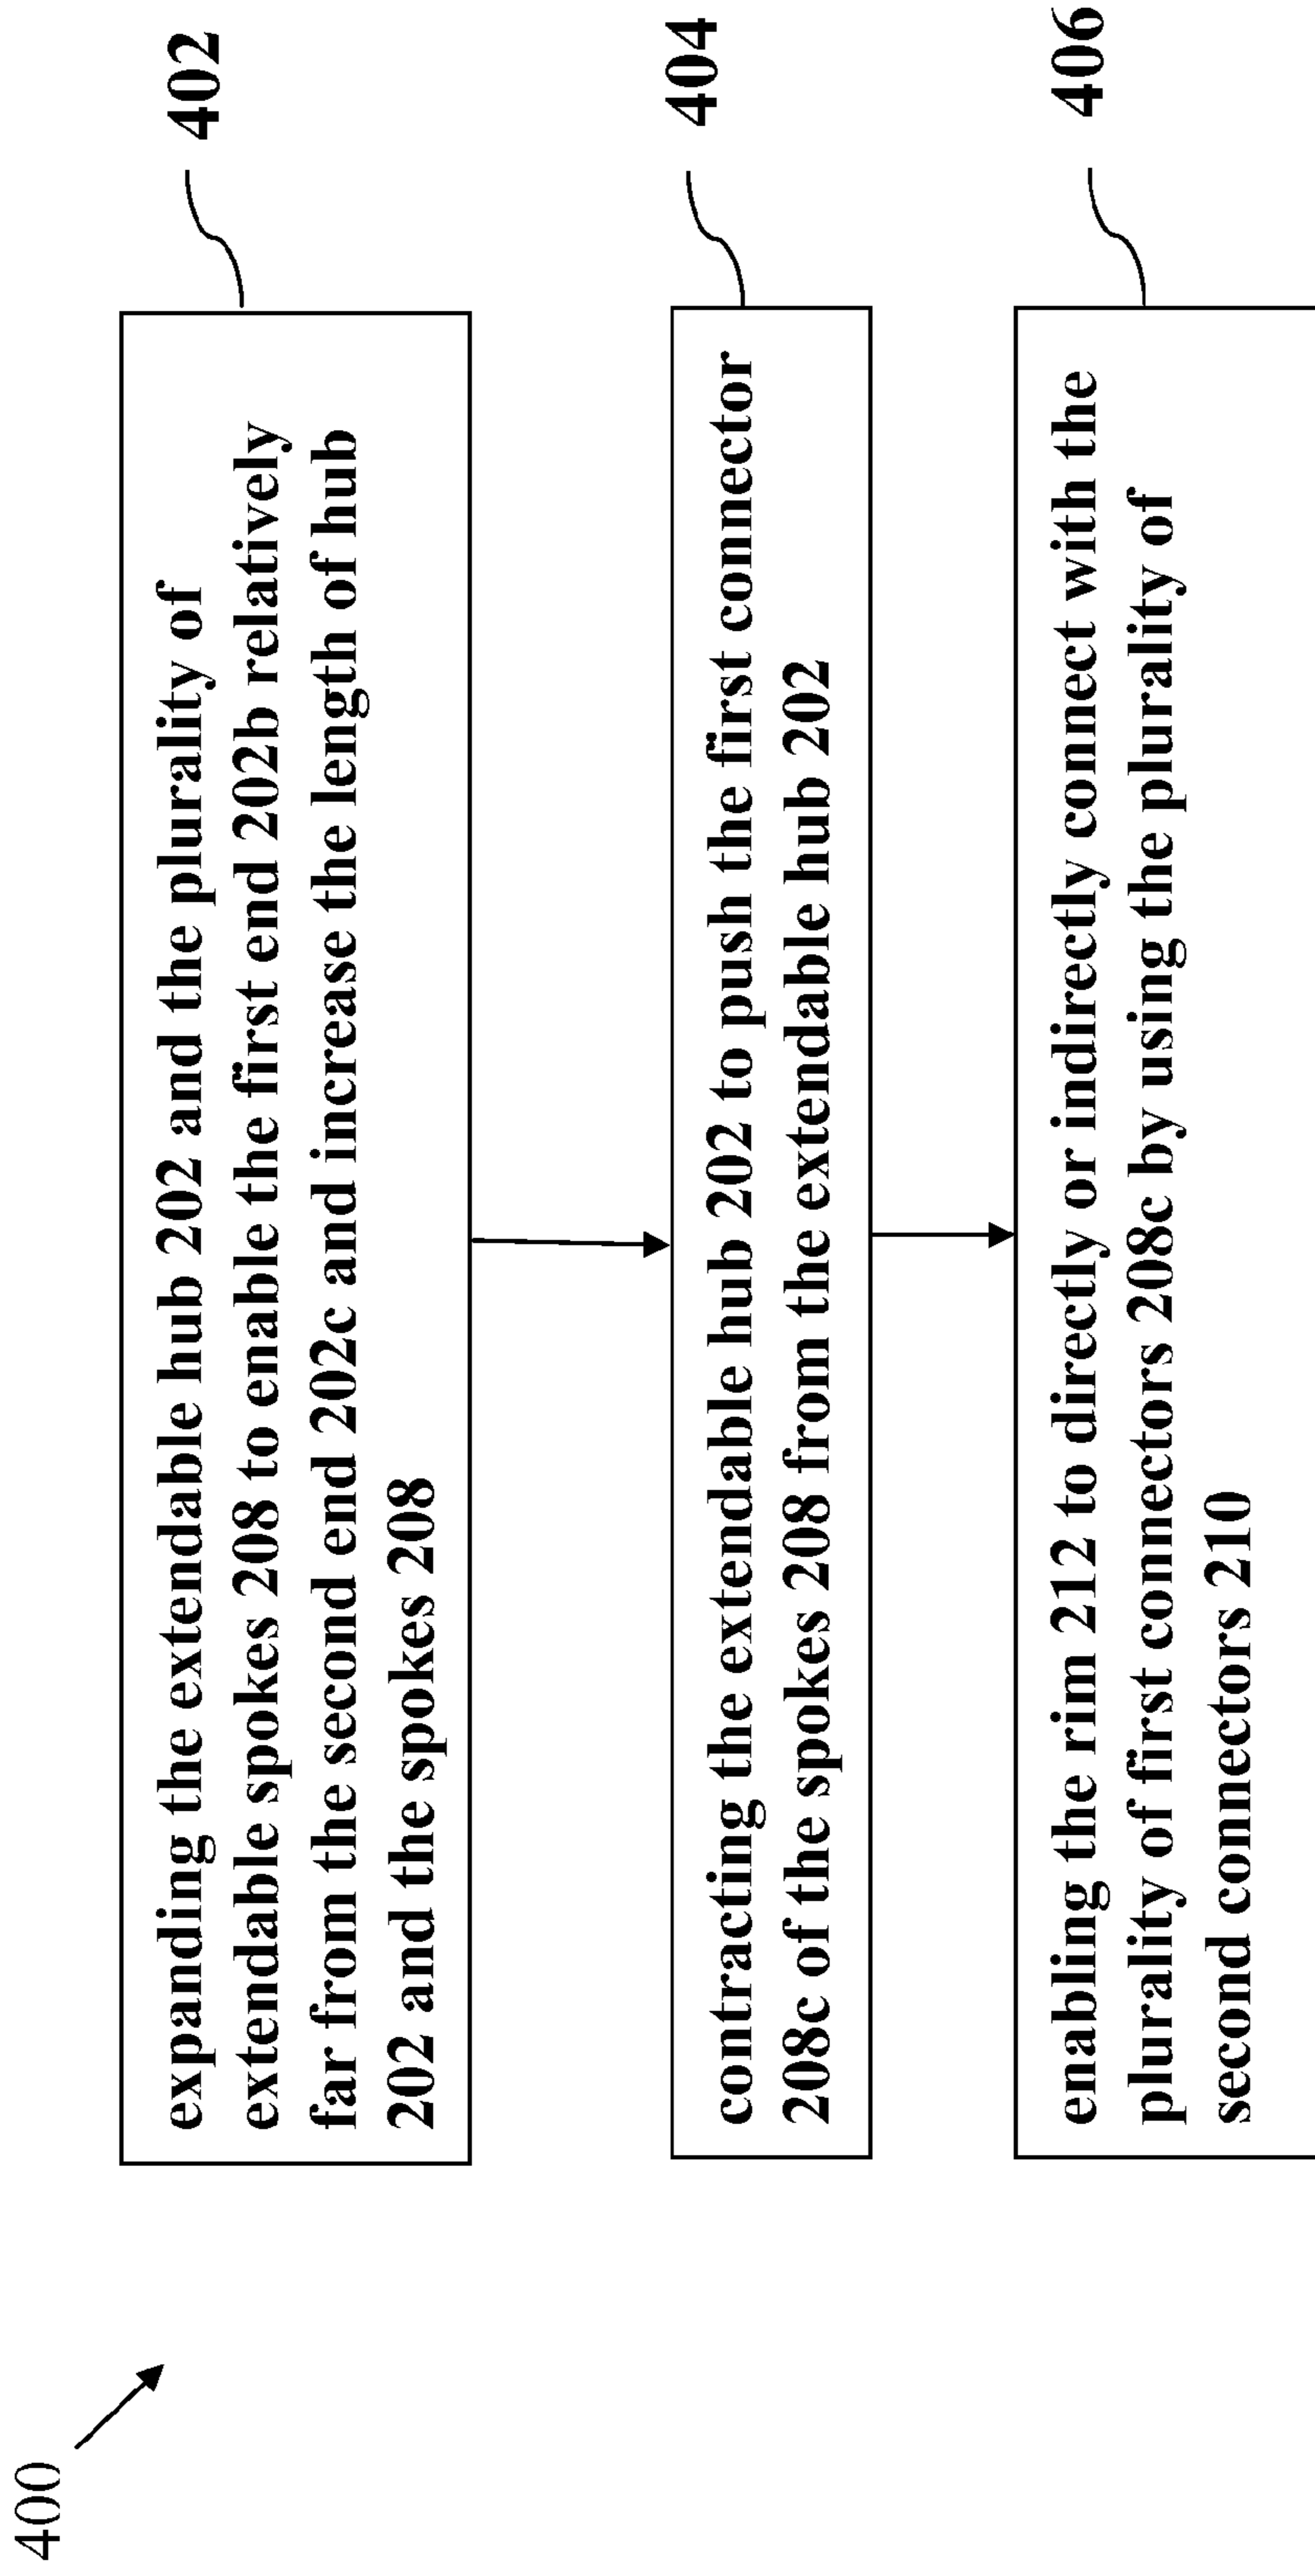 400
402
expanding the extendable hub 202 and the plurality of
extendable spokes 208 to enable the first end 202b relatively
far from the second end 202c and increase the length of hub
202 and the spokes 208
404
contracting the extendable hub 202 to push the first connector
208c of the spokes 208 from the extendable hub 202
406
enabling the rim 212 to directly or indirectly connect with the
plurality of first connectors 208c by using the plurality of
second connectors 210